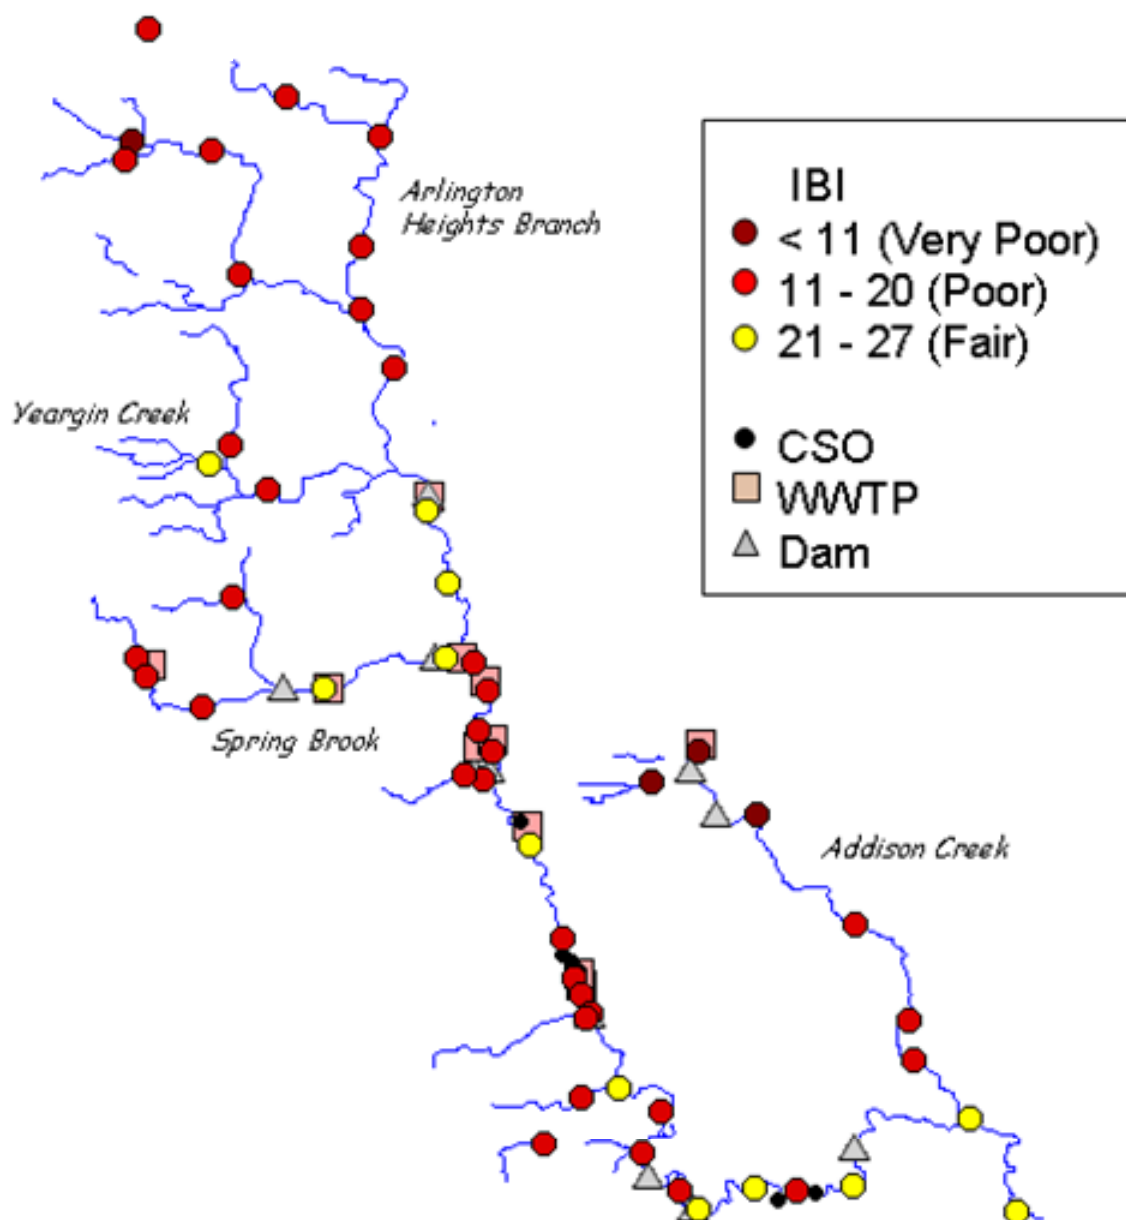 Arlington
Heights Branch
IBI
< 11 (Very Poor)
11 - 20 (Poor)
21 - 27 (Fair)
Yeargin Creek
CSO
WWTP
Dam
Spring Brook
Addison Creek